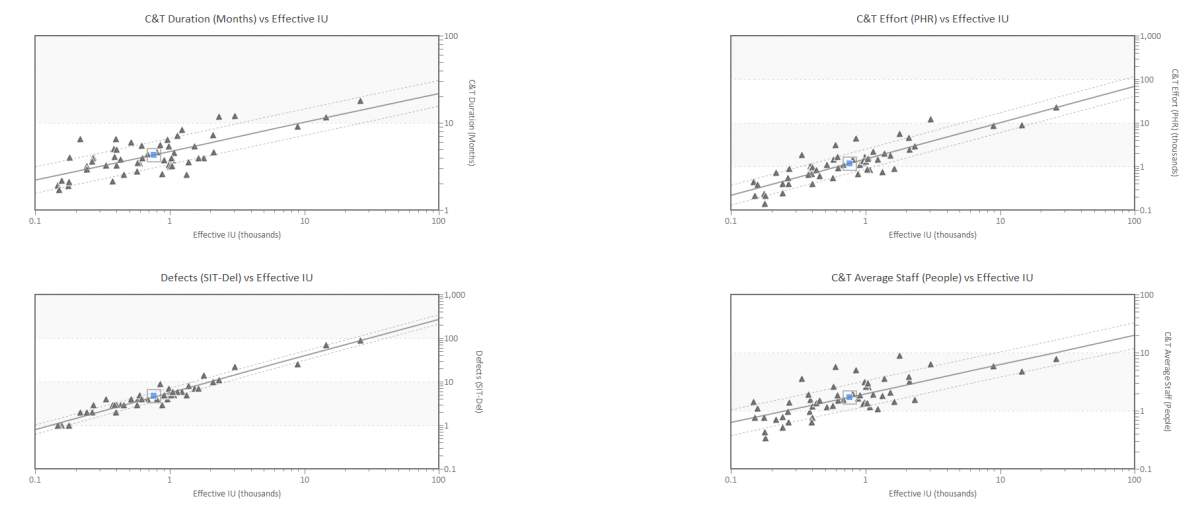 C&T Duration (Months) vs Effective IU
100
10
1
C&T Duration (Months)
0.1 1 10 100
Effective IU (thousands)
C&T Effort (PHR) vs Effective IU
1,000
100
10
1
0.1
C&T Effort (PHR) (thousands)
0.1 1 10 100
Effective IU (thousands)
Defects (SIT-Del) vs Effective IU
1,000
100
10
1
0.1
Defects (SIT-Del)
0.1 1 10 100
Effective IU (thousands)
C&T Average Staff (People) vs Effective IU
100
10
1
0.1
C&T Average Staff (People)
0.1 1 10 100
Effective IU (thousands)